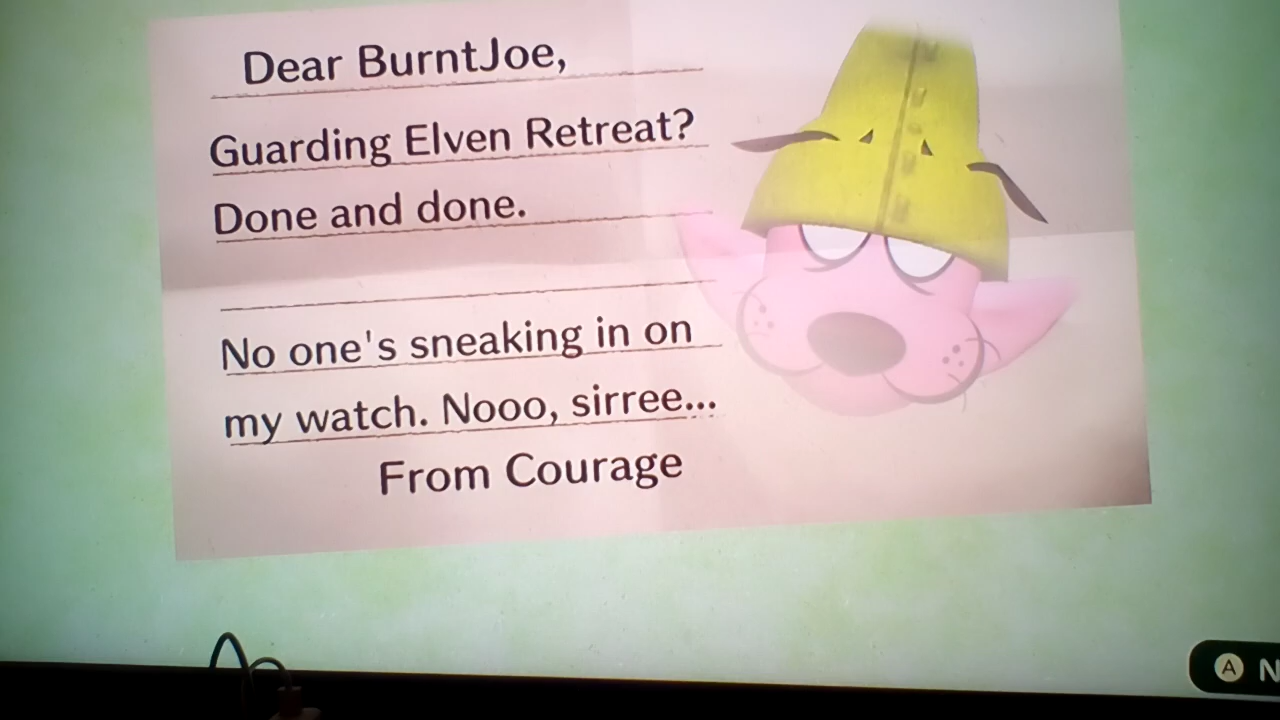 Dear BurntJoe,
Guarding Elven Retreat?
Done and done.
No one's sneaking in on
my watch. Nooo, sirree...
From Courage
A